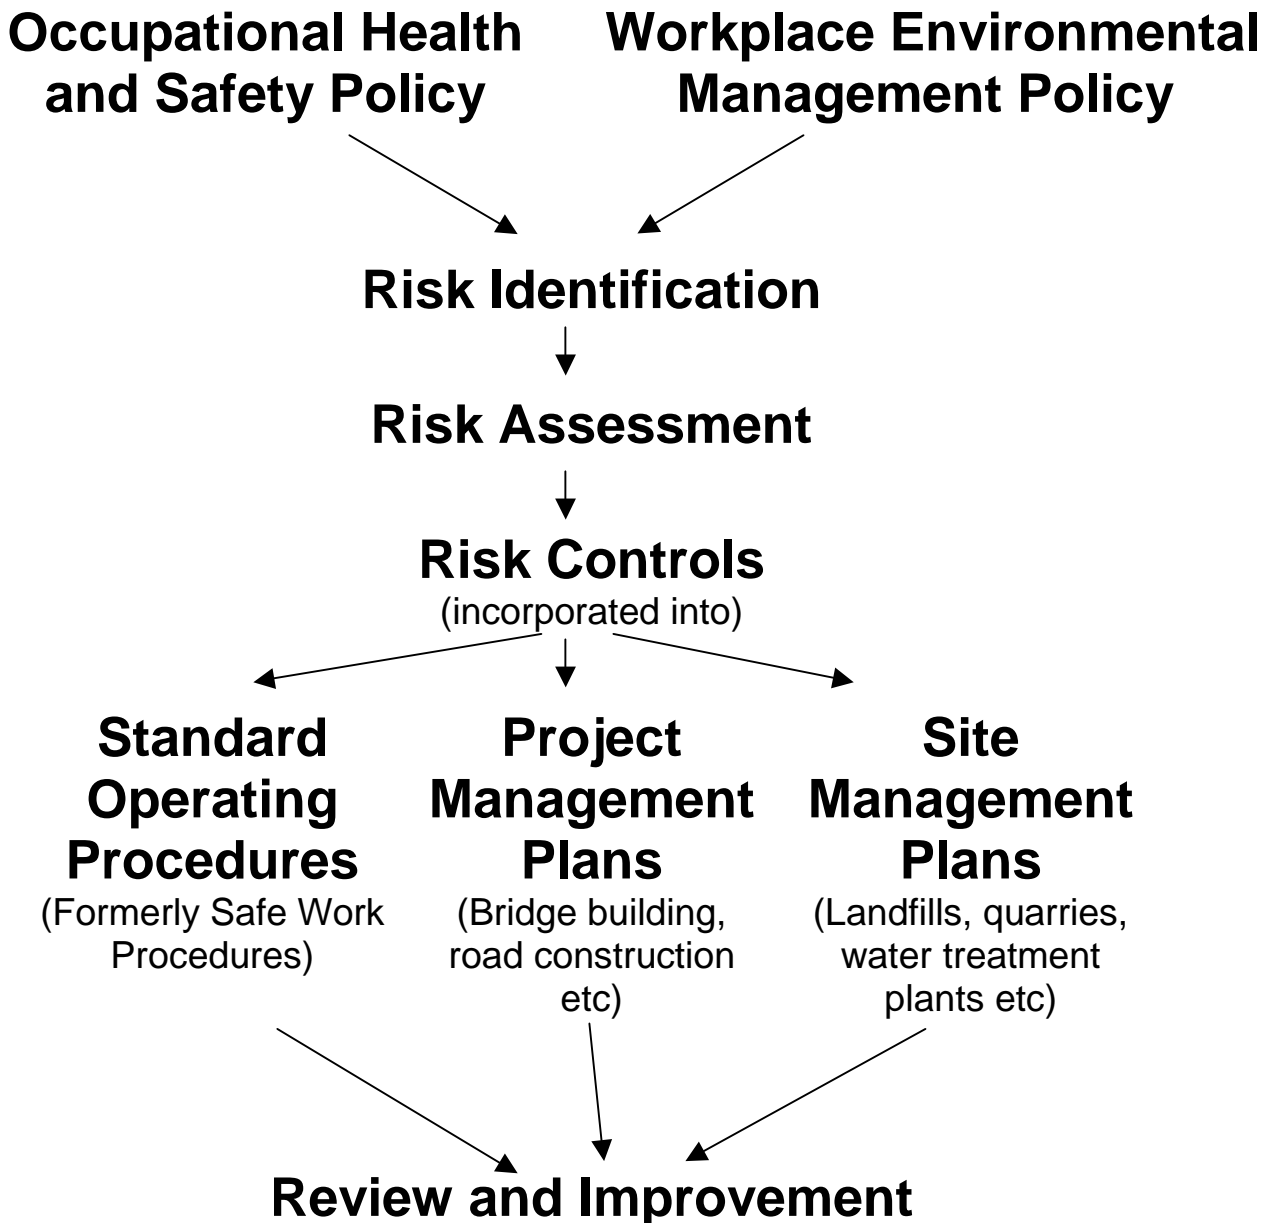 Occupational Health
and Safety Policy
Workplace Environmental
Management Policy
Risk Identification
Risk Assessment
Risk Controls
(incorporated into)
Standard
Operating
Procedures
(Formerly Safe Work
Procedures)
Project
Management
Plans
(Bridge building,
road construction
etc)
Site
Management
Plans
(Landfills, quarries,
water treatment
plants etc)
Review and Improvement